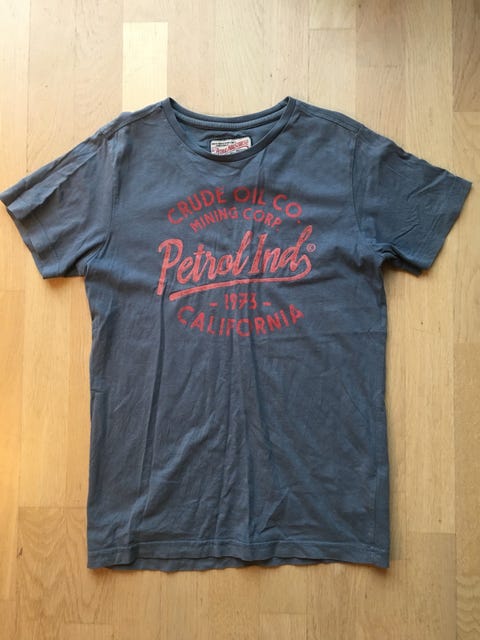 CRUDE OIL CO.
MINING CORP
Petrol Ind®
- 1973 -
CALIFORNIA